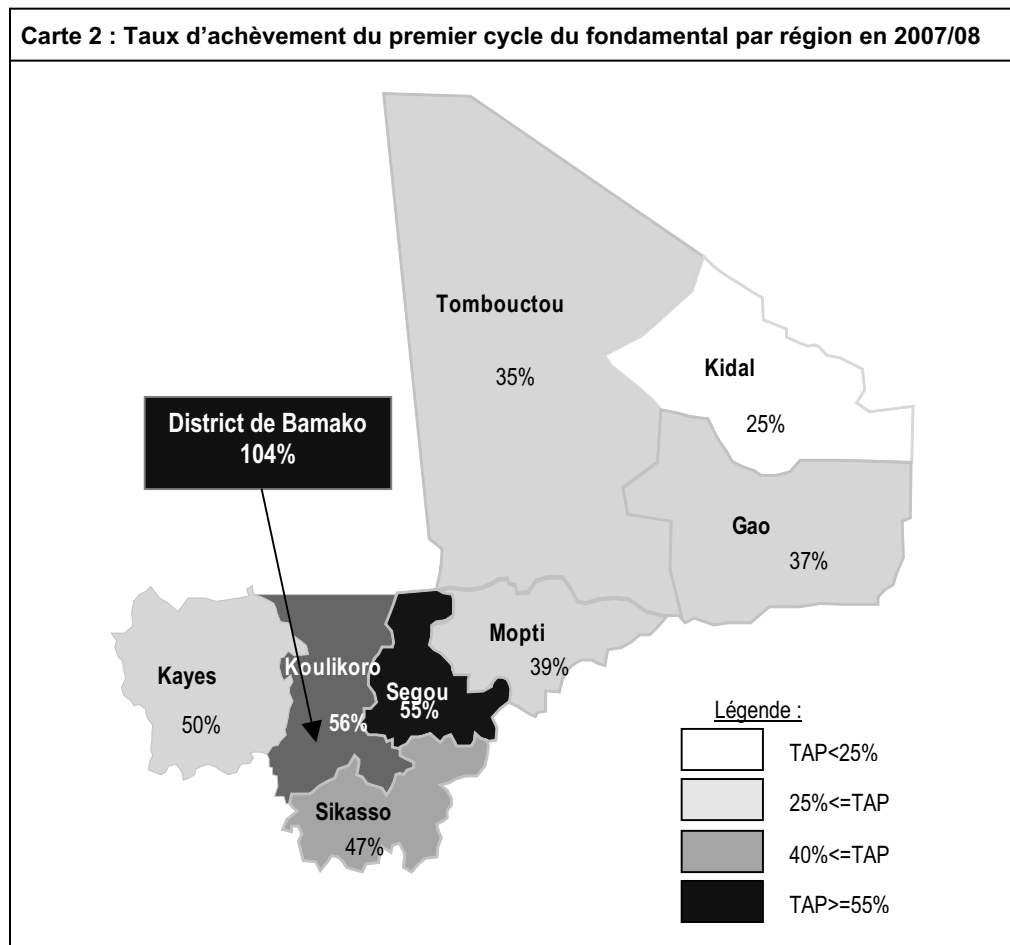 Carte 2 : Taux d’achèvement du premier cycle du fondamental par région en 2007/08
Tombouctou
35%
Kidal
25%
District de Bamako
104%
Gao
37%
Mopti
39%
Kayes
50%
Koulikoro
56%
Segou
55%
Sikasso
47%
Légende :
TAP<25%
25%<=TAP
40%<=TAP
TAP>=55%